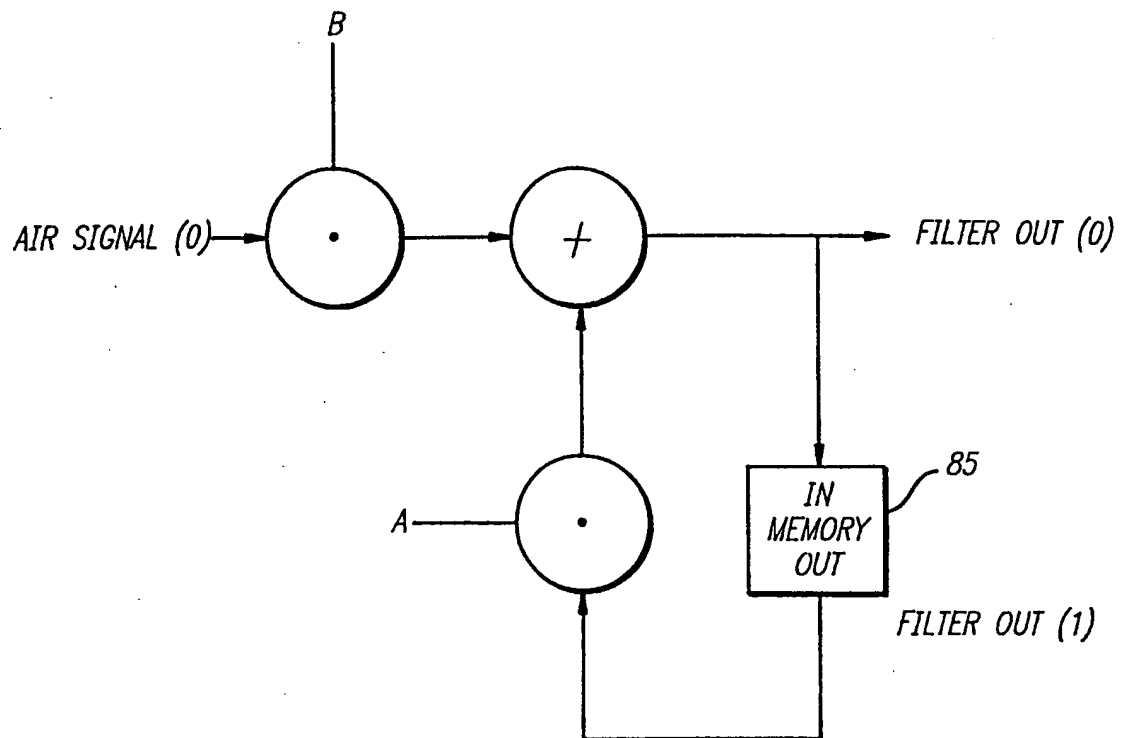 B
AIR SIGNAL (0)
•
+
FILTER OUT (0)
85
A
•
IN
MEMORY
OUT
FILTER OUT (1)